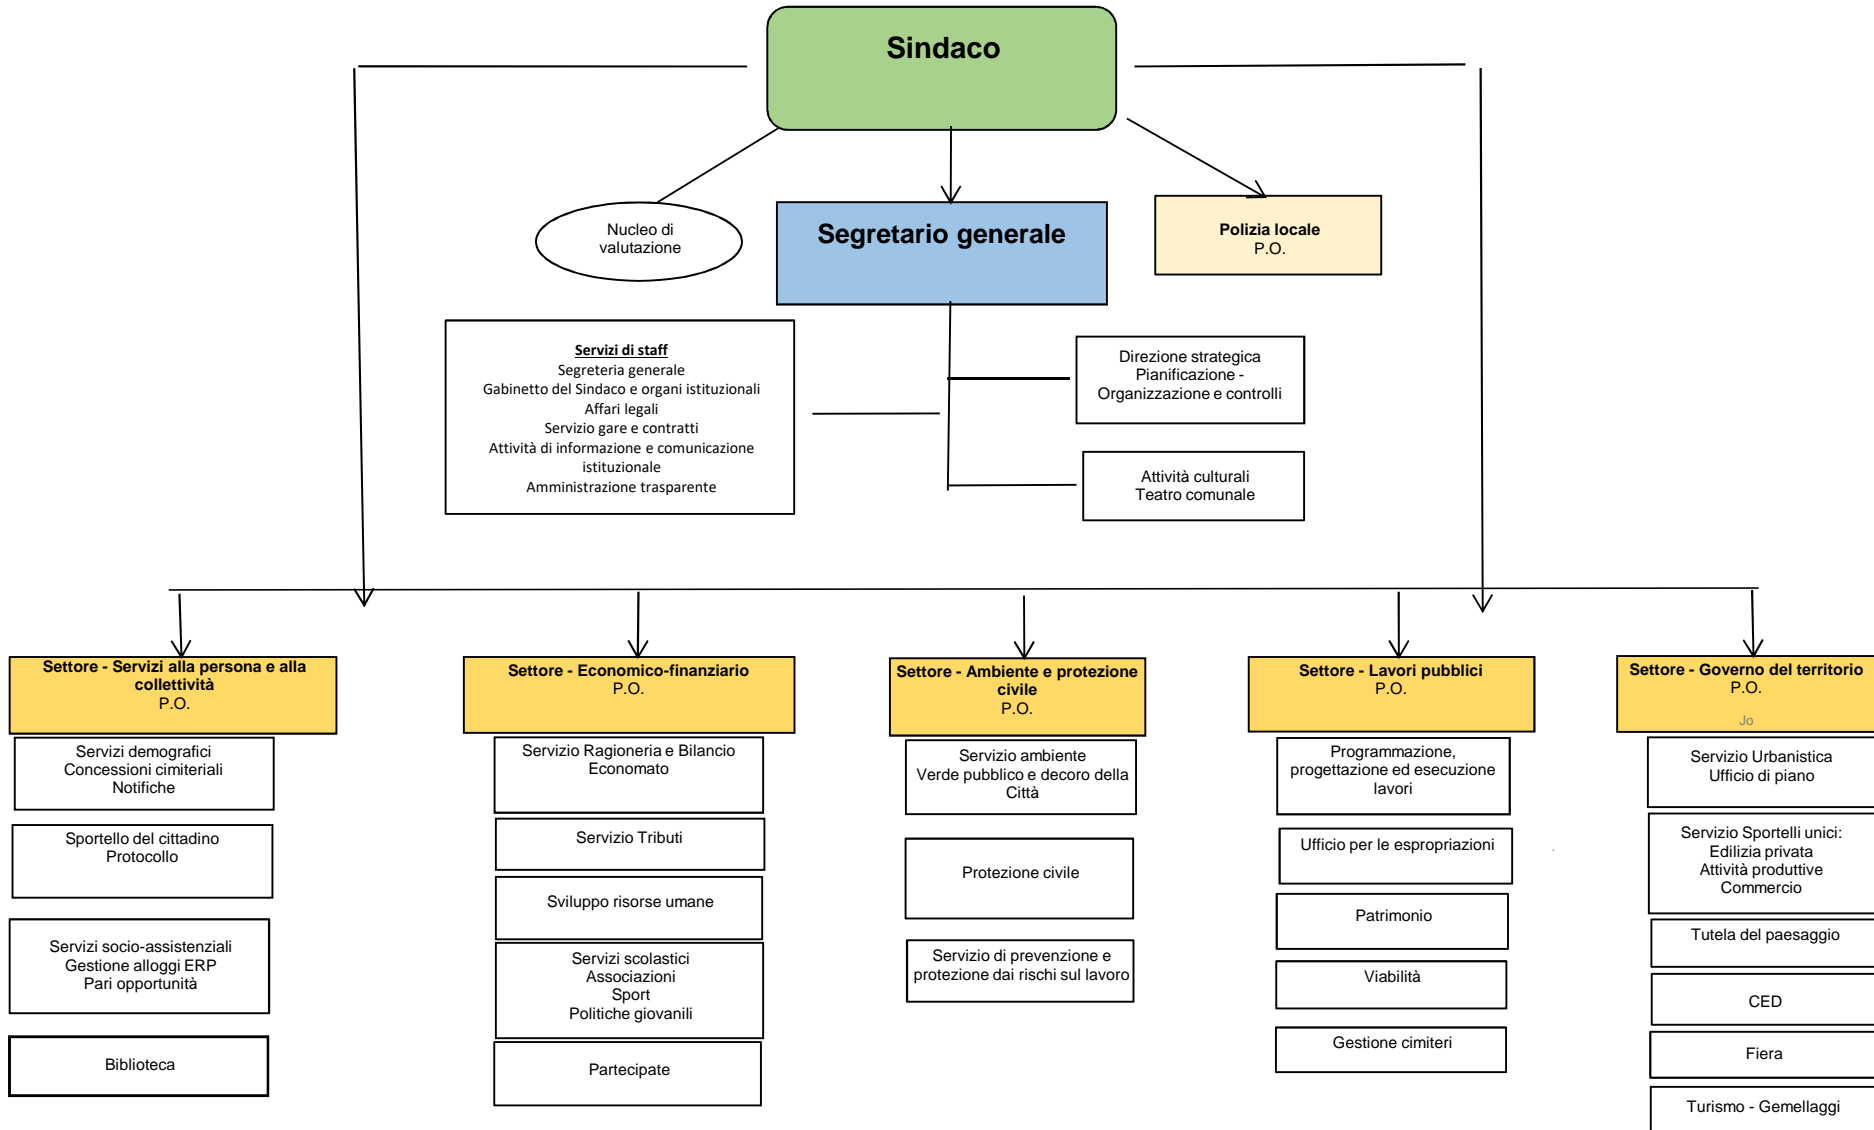 Sindaco
Nucleo di
valutazione
Segretario generale
Polizia locale
P.O.
Servizi di staff
Segreteria generale
Gabinetto del Sindaco e organi istituzionali
Affari legali
Servizio gare e contratti
Attività di informazione e comunicazione
istituzionale
Amministrazione trasparente
Direzione strategica
Pianificazione -
Organizzazione e controlli
Attività culturali
Teatro comunale
Settore - Servizi alla persona e alla
collettività
P.O.
Servizi demografici
Concessioni cimiteriali
Notifiche
Sportello del cittadino
Protocollo
Servizi socio-assistenziali
Gestione alloggi ERP
Pari opportunità
Biblioteca
Settore - Economico-finanziario
P.O.
Servizio Ragioneria e Bilancio
Economato
Servizio Tributi
Sviluppo risorse umane
Servizi scolastici
Associazioni
Sport
Politiche giovanili
Partecipate
Settore - Ambiente e protezione
civile
P.O.
Servizio ambiente
Verde pubblico e decoro della
Città
Protezione civile
Servizio di prevenzione e
protezione dai rischi sul lavoro
Settore - Lavori pubblici
P.O.
Programmazione,
progettazione ed esecuzione
lavori
Ufficio per le espropriazioni
Patrimonio
Viabilità
Gestione cimiteri
Settore - Governo del territorio
P.O.
Jo
Servizio Urbanistica
Ufficio di piano
Servizio Sportelli unici:
Edilizia privata
Attività produttive
Commercio
Tutela del paesaggio
CED
Fiera
Turismo - Gemellaggi